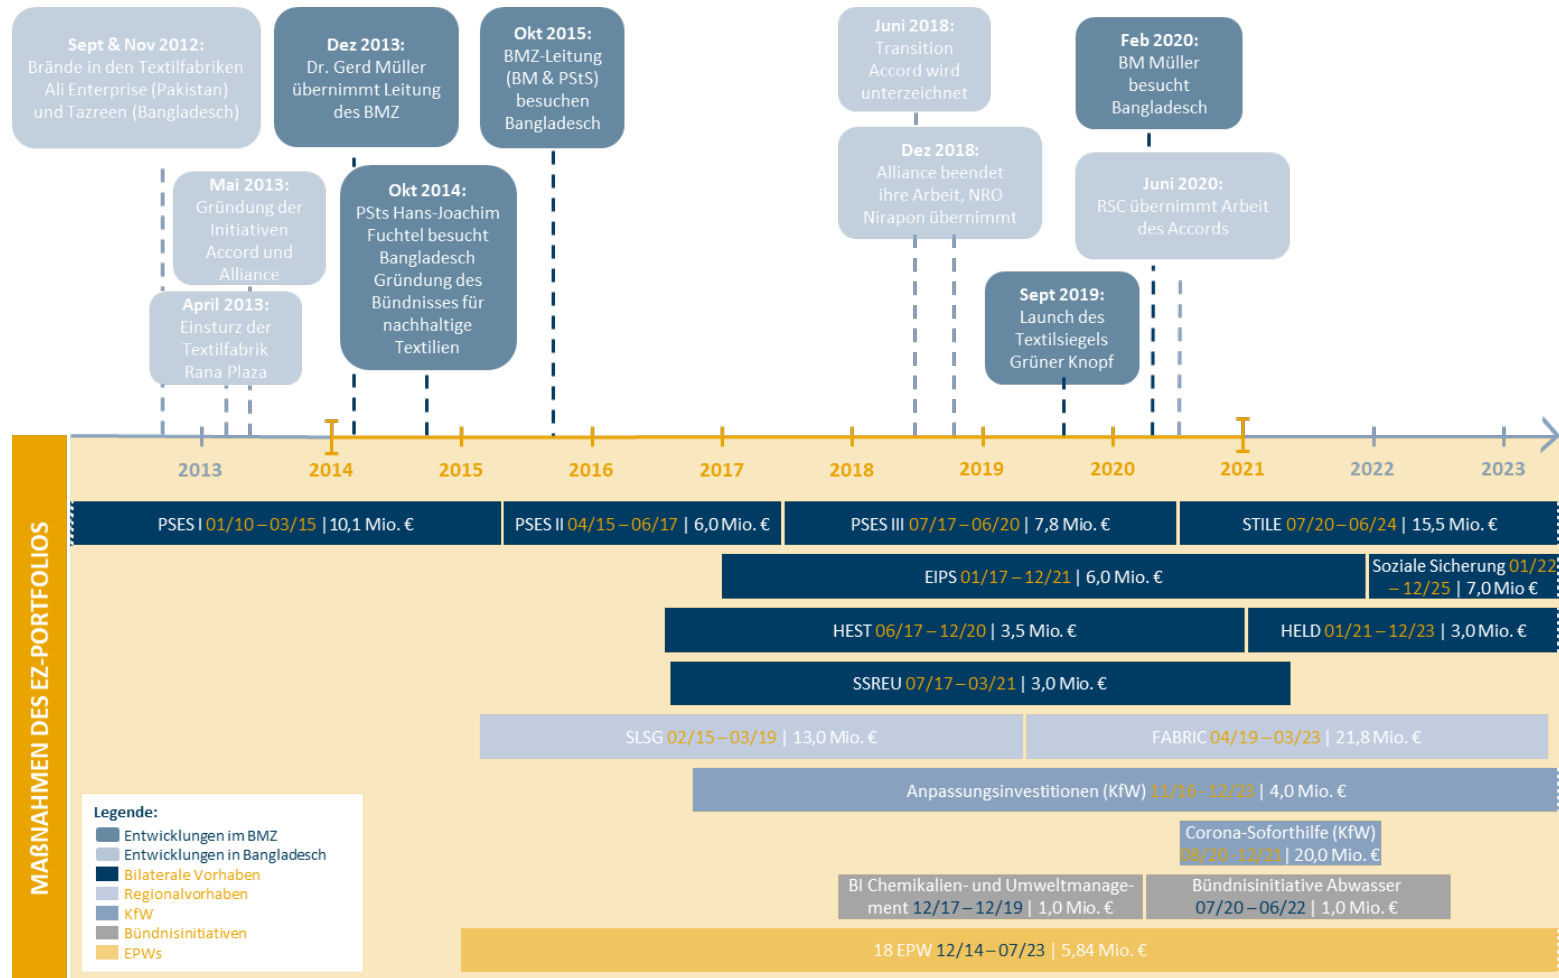 Sept & Nov 2012:
Brände in den Textilfabriken
Ali Enterprise (Pakistan)
und Tazreen (Bangladesch)
Dez 2013:
Dr. Gerd Müller
übernimmt Leitung
des BMZ
Okt 2015:
BMZ-Leitung
(BM & PStS)
besuchen
Bangladesch
Juni 2018:
Transition
Accord wird
unterzeichnet
Feb 2020:
BM Müller
besucht
Bangladesch
Mai 2013:
Gründung der
Initiativen
Accord und
Alliance
Okt 2014:
PSts Hans-Joachim
Fuchtel besucht
Bangladesch
Gründung des
Bündnisses für
nachhaltige
Textilien
Dez 2018:
Alliance beendet
ihre Arbeit, NRO
Nirapon übernimmt
Juni 2020:
RSC übernimmt Arbeit
des Accords
April 2013:
Einsturz der
Textilfabrik
Rana Plaza
Sept 2019:
Launch des
Textilsiegels
Grüner Knopf
2013 2014 2015 2016 2017 2018 2019 2020 2021 2022 2023
MAẞNAHMEN DES EZ-PORTFOLIOS
PSES I 01/10 – 03/15 | 10,1 Mio. €
PSES II 04/15 – 06/17 | 6,0 Mio. €
PSES III 07/17 – 06/20 | 7,8 Mio. €
STILE 07/20 – 06/24 | 15,5 Mio. €
EIPS 01/17 – 12/21 | 6,0 Mio. €
Soziale Sicherung 01/22
– 12/25 | 7,0 Mio €
HEST 06/17 – 12/20 | 3,5 Mio. €
HELD 01/21 – 12/23 | 3,0 Mio. €
SSREU 07/17 – 03/21 | 3,0 Mio. €
SLSG 02/15 – 03/19 | 13,0 Mio. €
FABRIC 04/19 – 03/23 | 21,8 Mio. €
Anpassungsinvestitionen (KfW) 11/16 - 12/23 | 4,0 Mio. €
Corona-Soforthilfe (KfW)
08/20 -12/21 | 20,0 Mio. €
BI Chemikalien- und Umweltmanage-
ment 12/17 – 12/19 | 1,0 Mio. €
Bündnisinitiative Abwasser
07/20 – 06/22 | 1,0 Mio. €
18 EPW 12/14 – 07/23 | 5,84 Mio. €
Legende:
Entwicklungen im BMZ
Entwicklungen in Bangladesch
Bilaterale Vorhaben
Regionalvorhaben
KfW
Bündnisinitiativen
EPWs